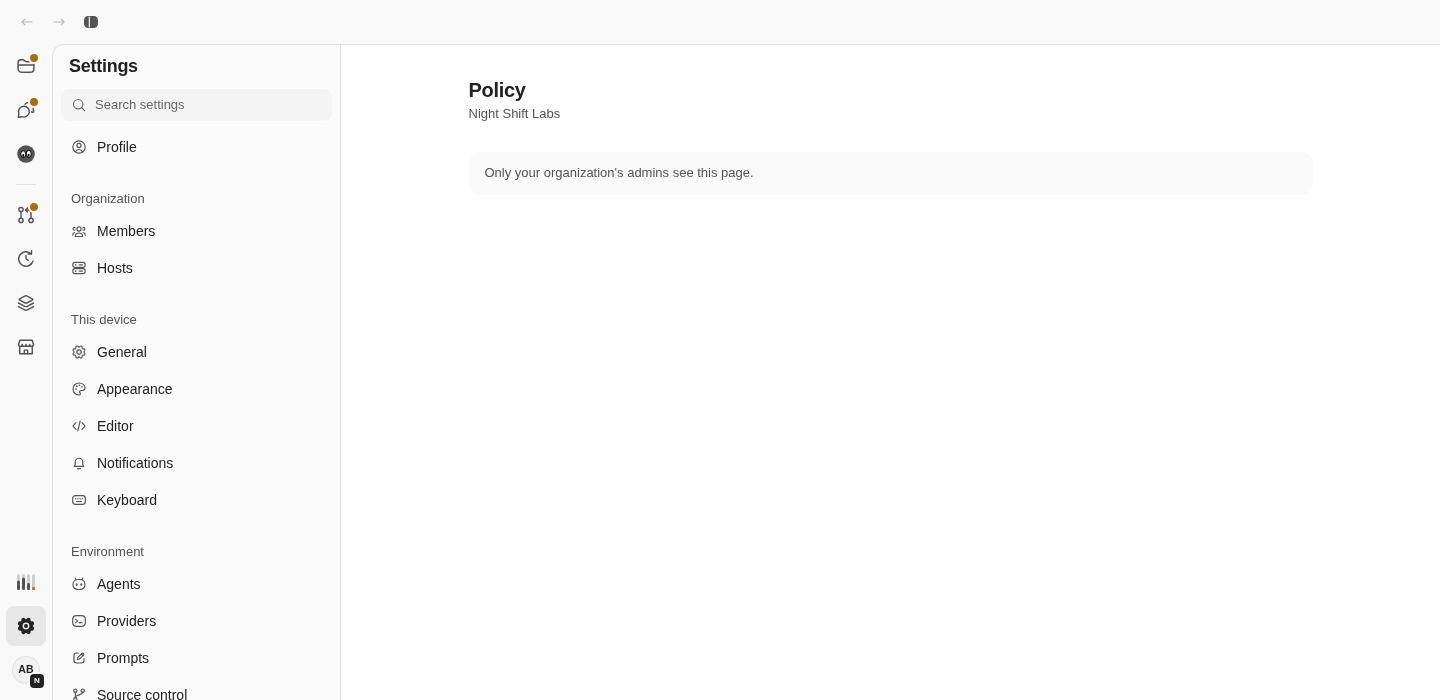 Settings
Search settings
Profile
Organization
Members
Hosts
This device
General
Appearance
Editor
Notifications
Keyboard
Environment
Agents
Providers
Prompts
Source control
AB
N
Policy
Night Shift Labs
Only your organization's admins see this page.